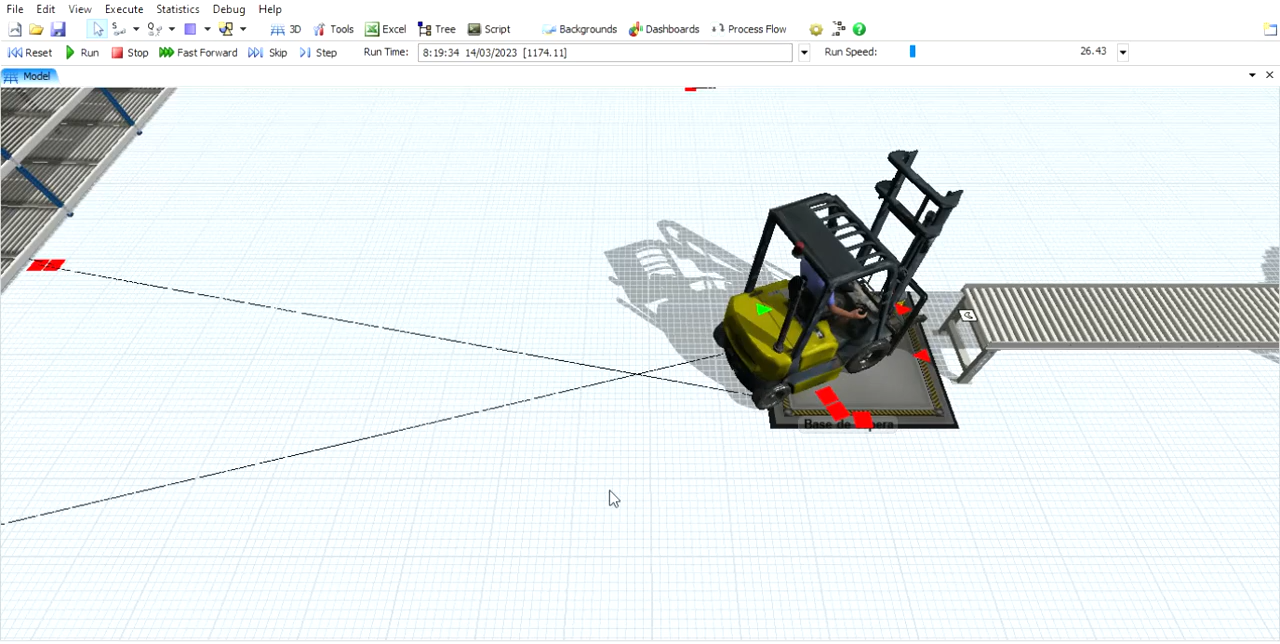 File Edit View Execute Statistics Debug Help
3D Tools Excel Tree Script Backgrounds Dashboards Process Flow
Reset Run Stop Fast Forward Skip Step Run Time: 8:19:34 14/03/2023 [1174.11] Run Speed: 26.43
Model
Base de